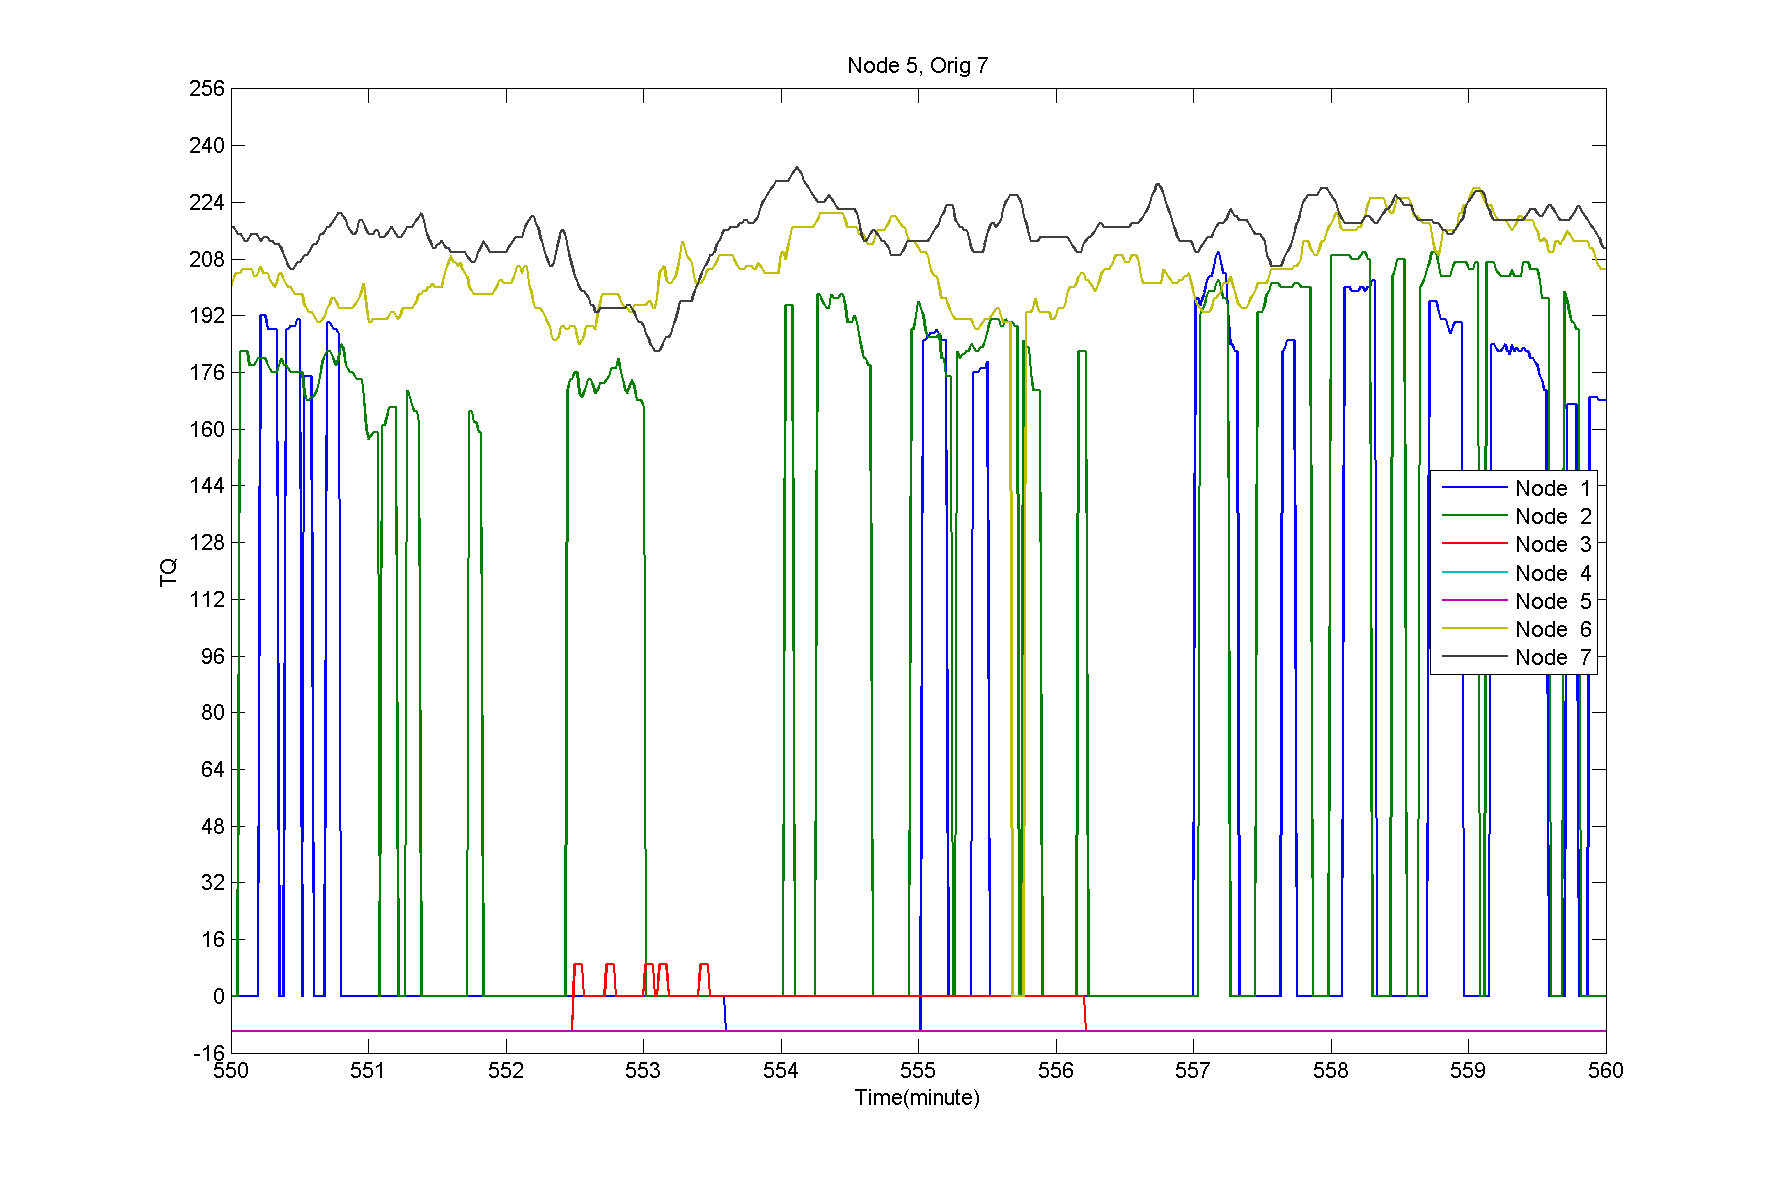 Node 5, Orig 7
256
240
224
208
192
176
160
144
128
112
96
80
64
48
32
16
0
-16
TQ
Node 1
Node 2
Node 3
Node 4
Node 5
Node 6
Node 7
550 551 552 553 554 555 556 557 558 559 560
Time(minute)